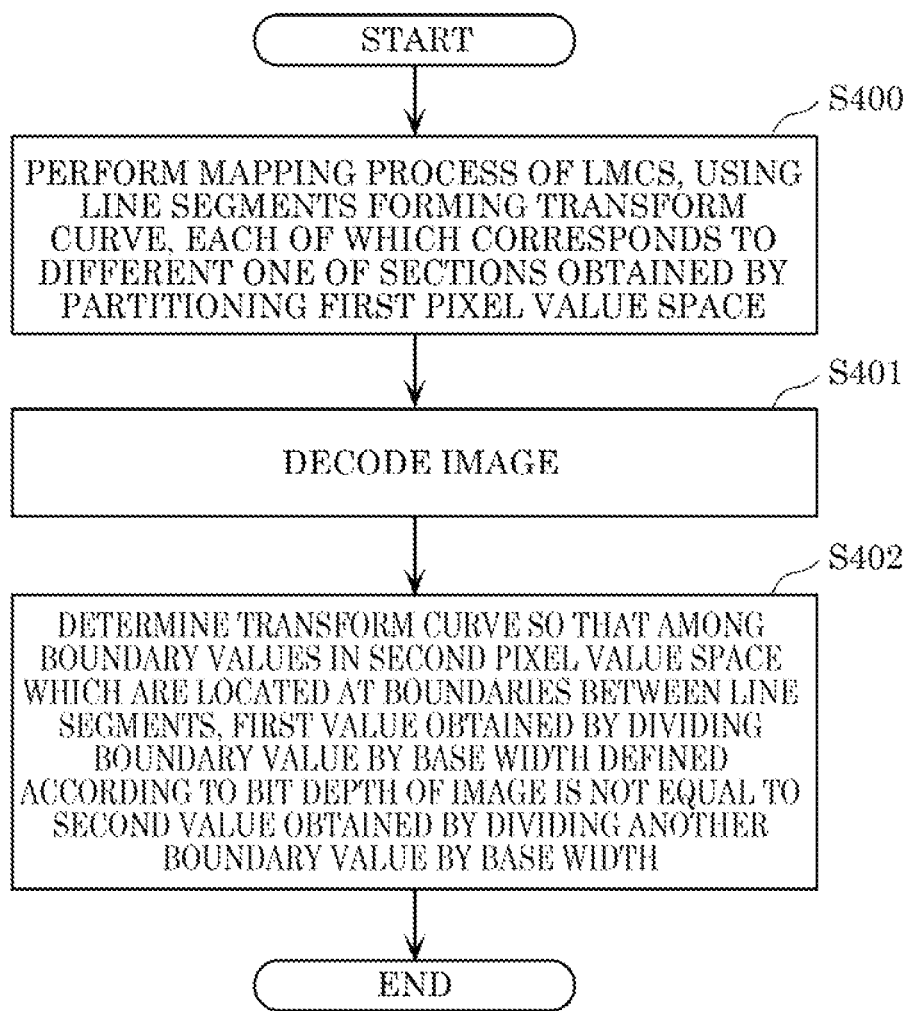 START
S400
PERFORM MAPPING PROCESS OF LMCS, USING
LINE SEGMENTS FORMING TRANSFORM
CURVE, EACH OF WHICH CORRESPONDS TO
DIFFERENT ONE OF SECTIONS OBTAINED BY
PARTITIONING FIRST PIXEL VALUE SPACE
S401
DECODE IMAGE
S402
DETERMINE TRANSFORM CURVE SO THAT AMONG
BOUNDARY VALUES IN SECOND PIXEL VALUE SPACE
WHICH ARE LOCATED AT BOUNDARIES BETWEEN LINE
SEGMENTS, FIRST VALUE OBTAINED BY DIVIDING
BOUNDARY VALUE BY BASE WIDTH DEFINED
ACCORDING TO BIT DEPTH OF IMAGE IS NOT EQUAL TO
SECOND VALUE OBTAINED BY DIVIDING ANOTHER
BOUNDARY VALUE BY BASE WIDTH
END